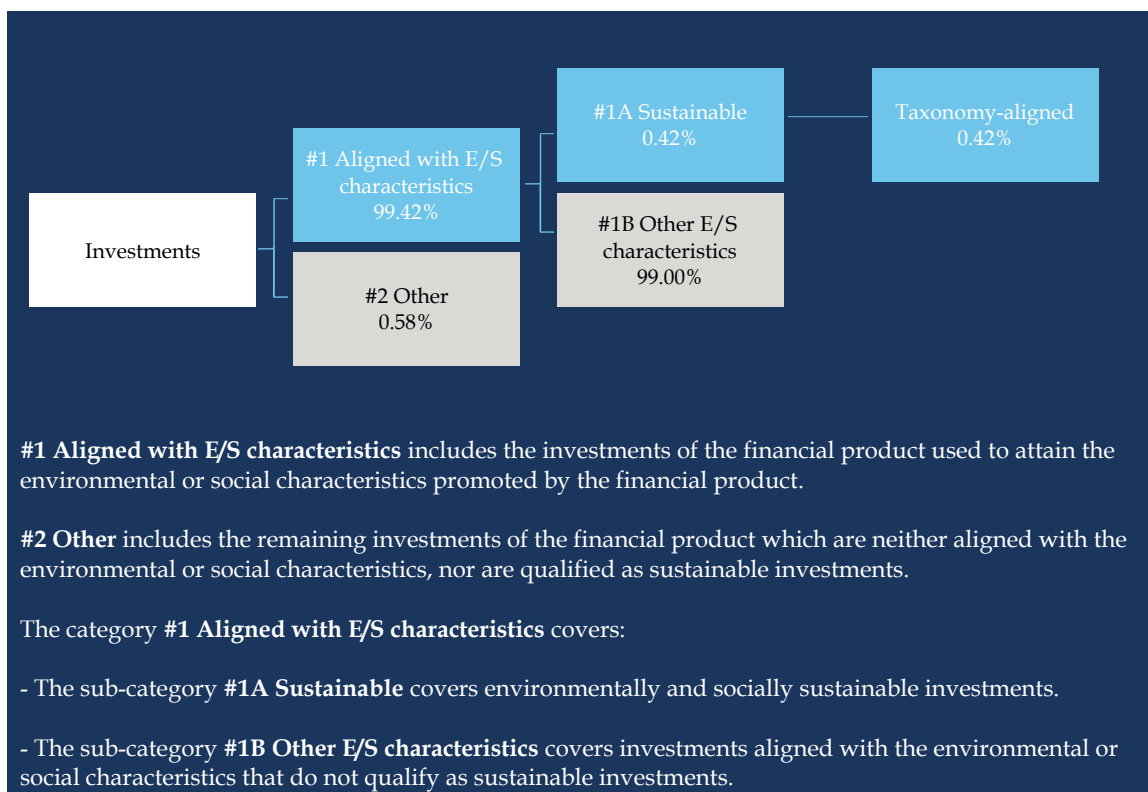 #1A Sustainable
0.42%
Taxonomy-aligned
0.42%
#1 Aligned with E/S
characteristics
99.42%
Investments
#1B Other E/S
characteristics
99.00%
#2 Other
0.58%
#1 Aligned with E/S characteristics includes the investments of the financial product used to attain the
environmental or social characteristics promoted by the financial product.
#2 Other includes the remaining investments of the financial product which are neither aligned with the
environmental or social characteristics, nor are qualified as sustainable investments.
The category #1 Aligned with E/S characteristics covers:
- The sub-category #1A Sustainable covers environmentally and socially sustainable investments.
- The sub-category #1B Other E/S characteristics covers investments aligned with the environmental or
social characteristics that do not qualify as sustainable investments.